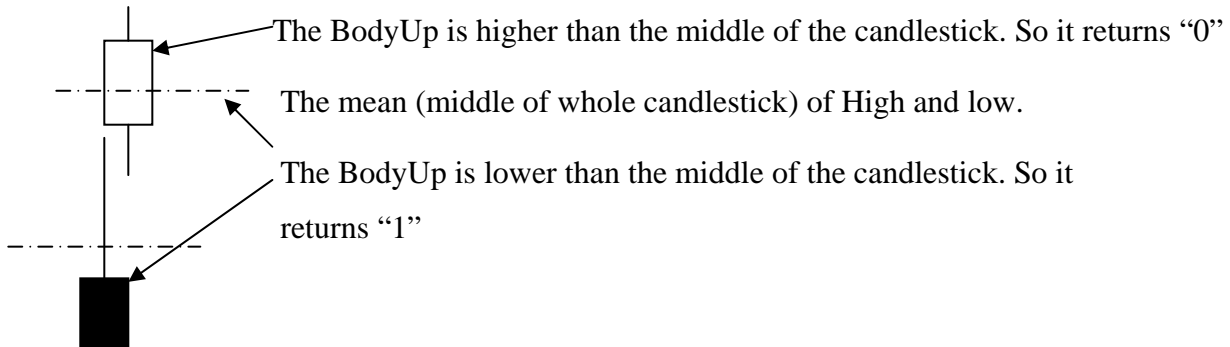 The BodyUp is higher than the middle of the candlestick. So it returns “0”
The mean (middle of whole candlestick) of High and low.
The BodyUp is lower than the middle of the candlestick. So it
returns “1”